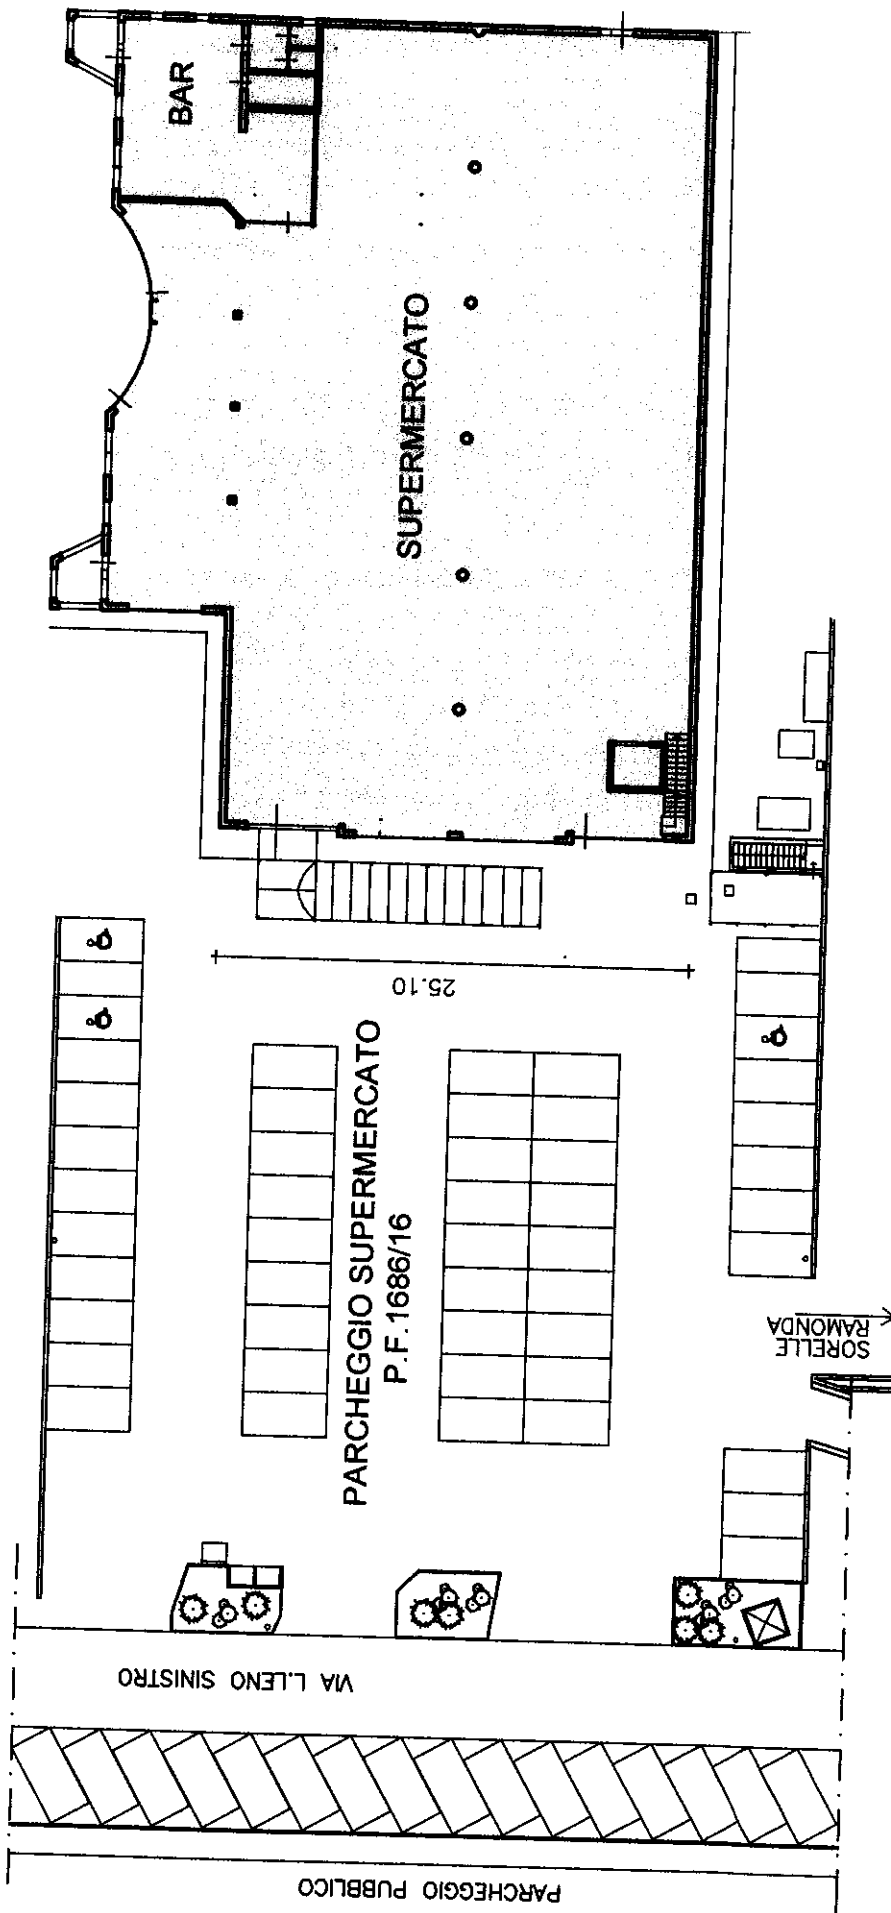 BAR
SUPERMERCATO
25.10
PARCHEGGIO SUPERMERCATO
P.F.1686/16
SORELLE
RAMONDA
VIA L.LENO SINISTRO
PARCHEGGIO PUBBLICO